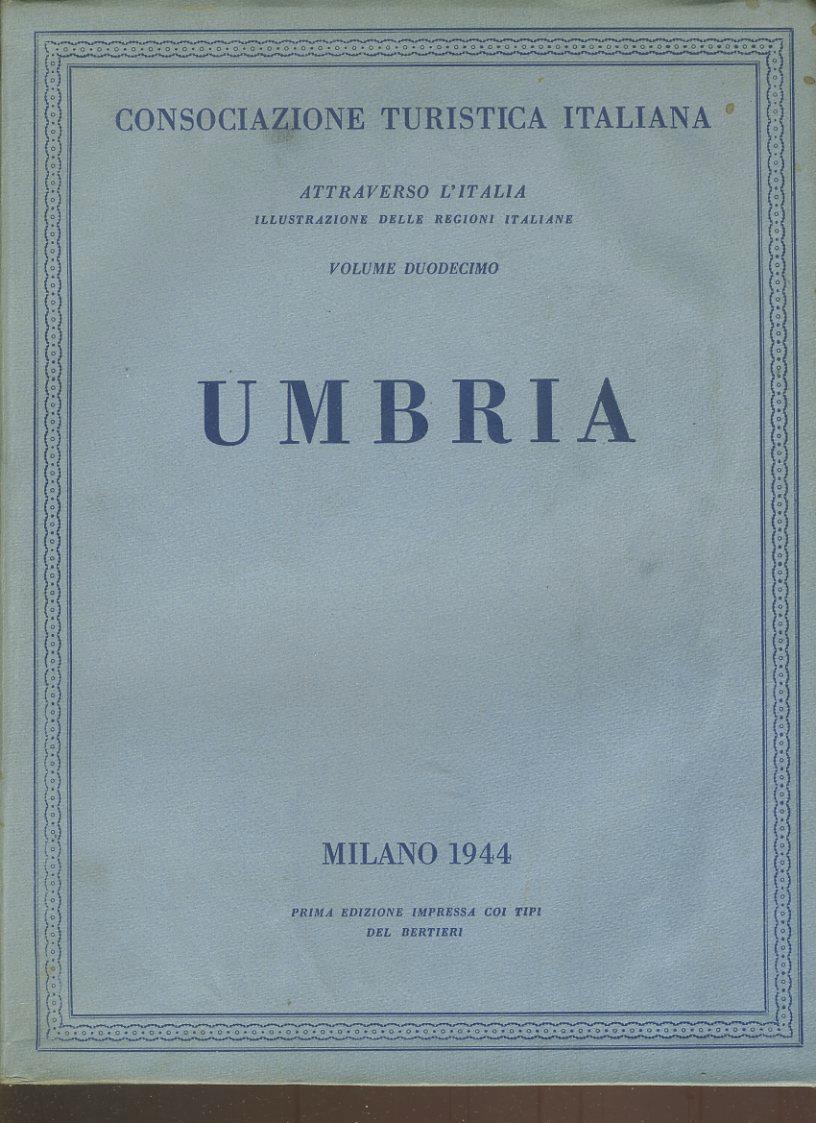 CONSOCIAZIONE TURISTICA ITALIANA
ATTRAVERSO L'ITALIA
ILLUSTRAZIONE DELLE REGIONI ITALIANE
VOLUME DUODECIMO
UMBRIA
MILANO 1944
PRIMA EDIZIONE IMPRESSA COI TIPI
DEL BERTIERI